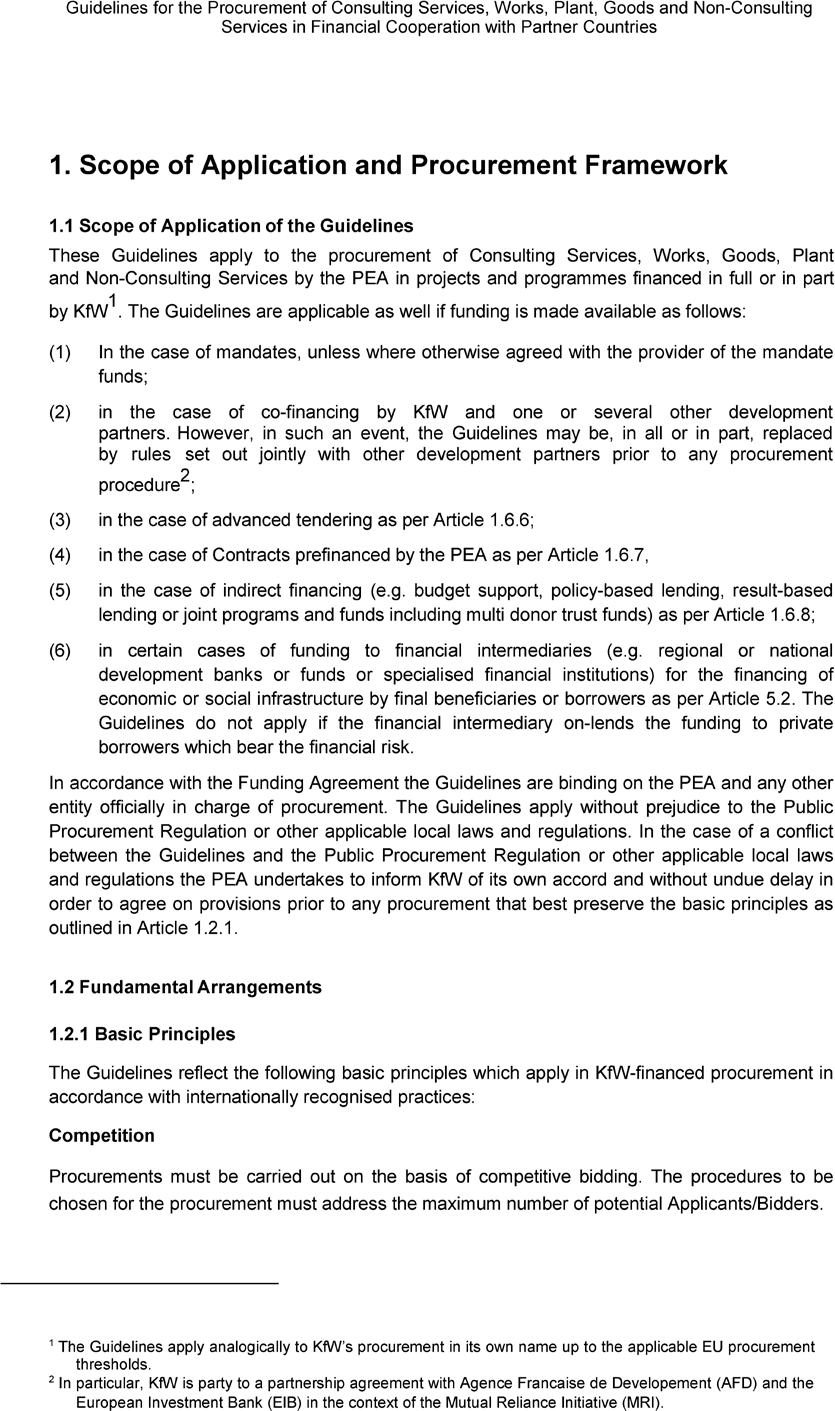 Guidelines for the Procurement of Consulting Services, Works, Plant, Goods and Non-Consulting
Services in Financial Cooperation with Partner Countries
1. Scope of Application and Procurement Framework
1.1 Scope of Application of the Guidelines
These Guidelines apply to the procurement of Consulting Services, Works, Goods, Plant
and Non-Consulting Services by the PEA in projects and programmes financed in full or in part
by KfW1. The Guidelines are applicable as well if funding is made available as follows:
(1) In the case of mandates, unless where otherwise agreed with the provider of the mandate
funds;
(2) in the case of co-financing by KfW and one or several other development
partners. However, in such an event, the Guidelines may be, in all or in part, replaced
by rules set out jointly with other development partners prior to any procurement
procedure2;
(3) in the case of advanced tendering as per Article 1.6.6;
(4) in the case of Contracts prefinanced by the PEA as per Article 1.6.7,
(5) in the case of indirect financing (e.g. budget support, policy-based lending, result-based
lending or joint programs and funds including multi donor trust funds) as per Article 1.6.8;
(6) in certain cases of funding to financial intermediaries (e.g. regional or national
development banks or funds or specialised financial institutions) for the financing of
economic or social infrastructure by final beneficiaries or borrowers as per Article 5.2. The
Guidelines do not apply if the financial intermediary on-lends the funding to private
borrowers which bear the financial risk.
In accordance with the Funding Agreement the Guidelines are binding on the PEA and any other
entity officially in charge of procurement. The Guidelines apply without prejudice to the Public
Procurement Regulation or other applicable local laws and regulations. In the case of a conflict
between the Guidelines and the Public Procurement Regulation or other applicable local laws
and regulations the PEA undertakes to inform KfW of its own accord and without undue delay in
order to agree on provisions prior to any procurement that best preserve the basic principles as
outlined in Article 1.2.1.
1.2 Fundamental Arrangements
1.2.1 Basic Principles
The Guidelines reflect the following basic principles which apply in KfW-financed procurement in
accordance with internationally recognised practices:
Competition
Procurements must be carried out on the basis of competitive bidding. The procedures to be
chosen for the procurement must address the maximum number of potential Applicants/Bidders.
1 The Guidelines apply analogically to KfW's procurement in its own name up to the applicable EU procurement
thresholds.
2 In particular, KfW is party to a partnership agreement with Agence Francaise de Developement (AFD) and the
European Investment Bank (EIB) in the context of the Mutual Reliance Initiative (MRI).